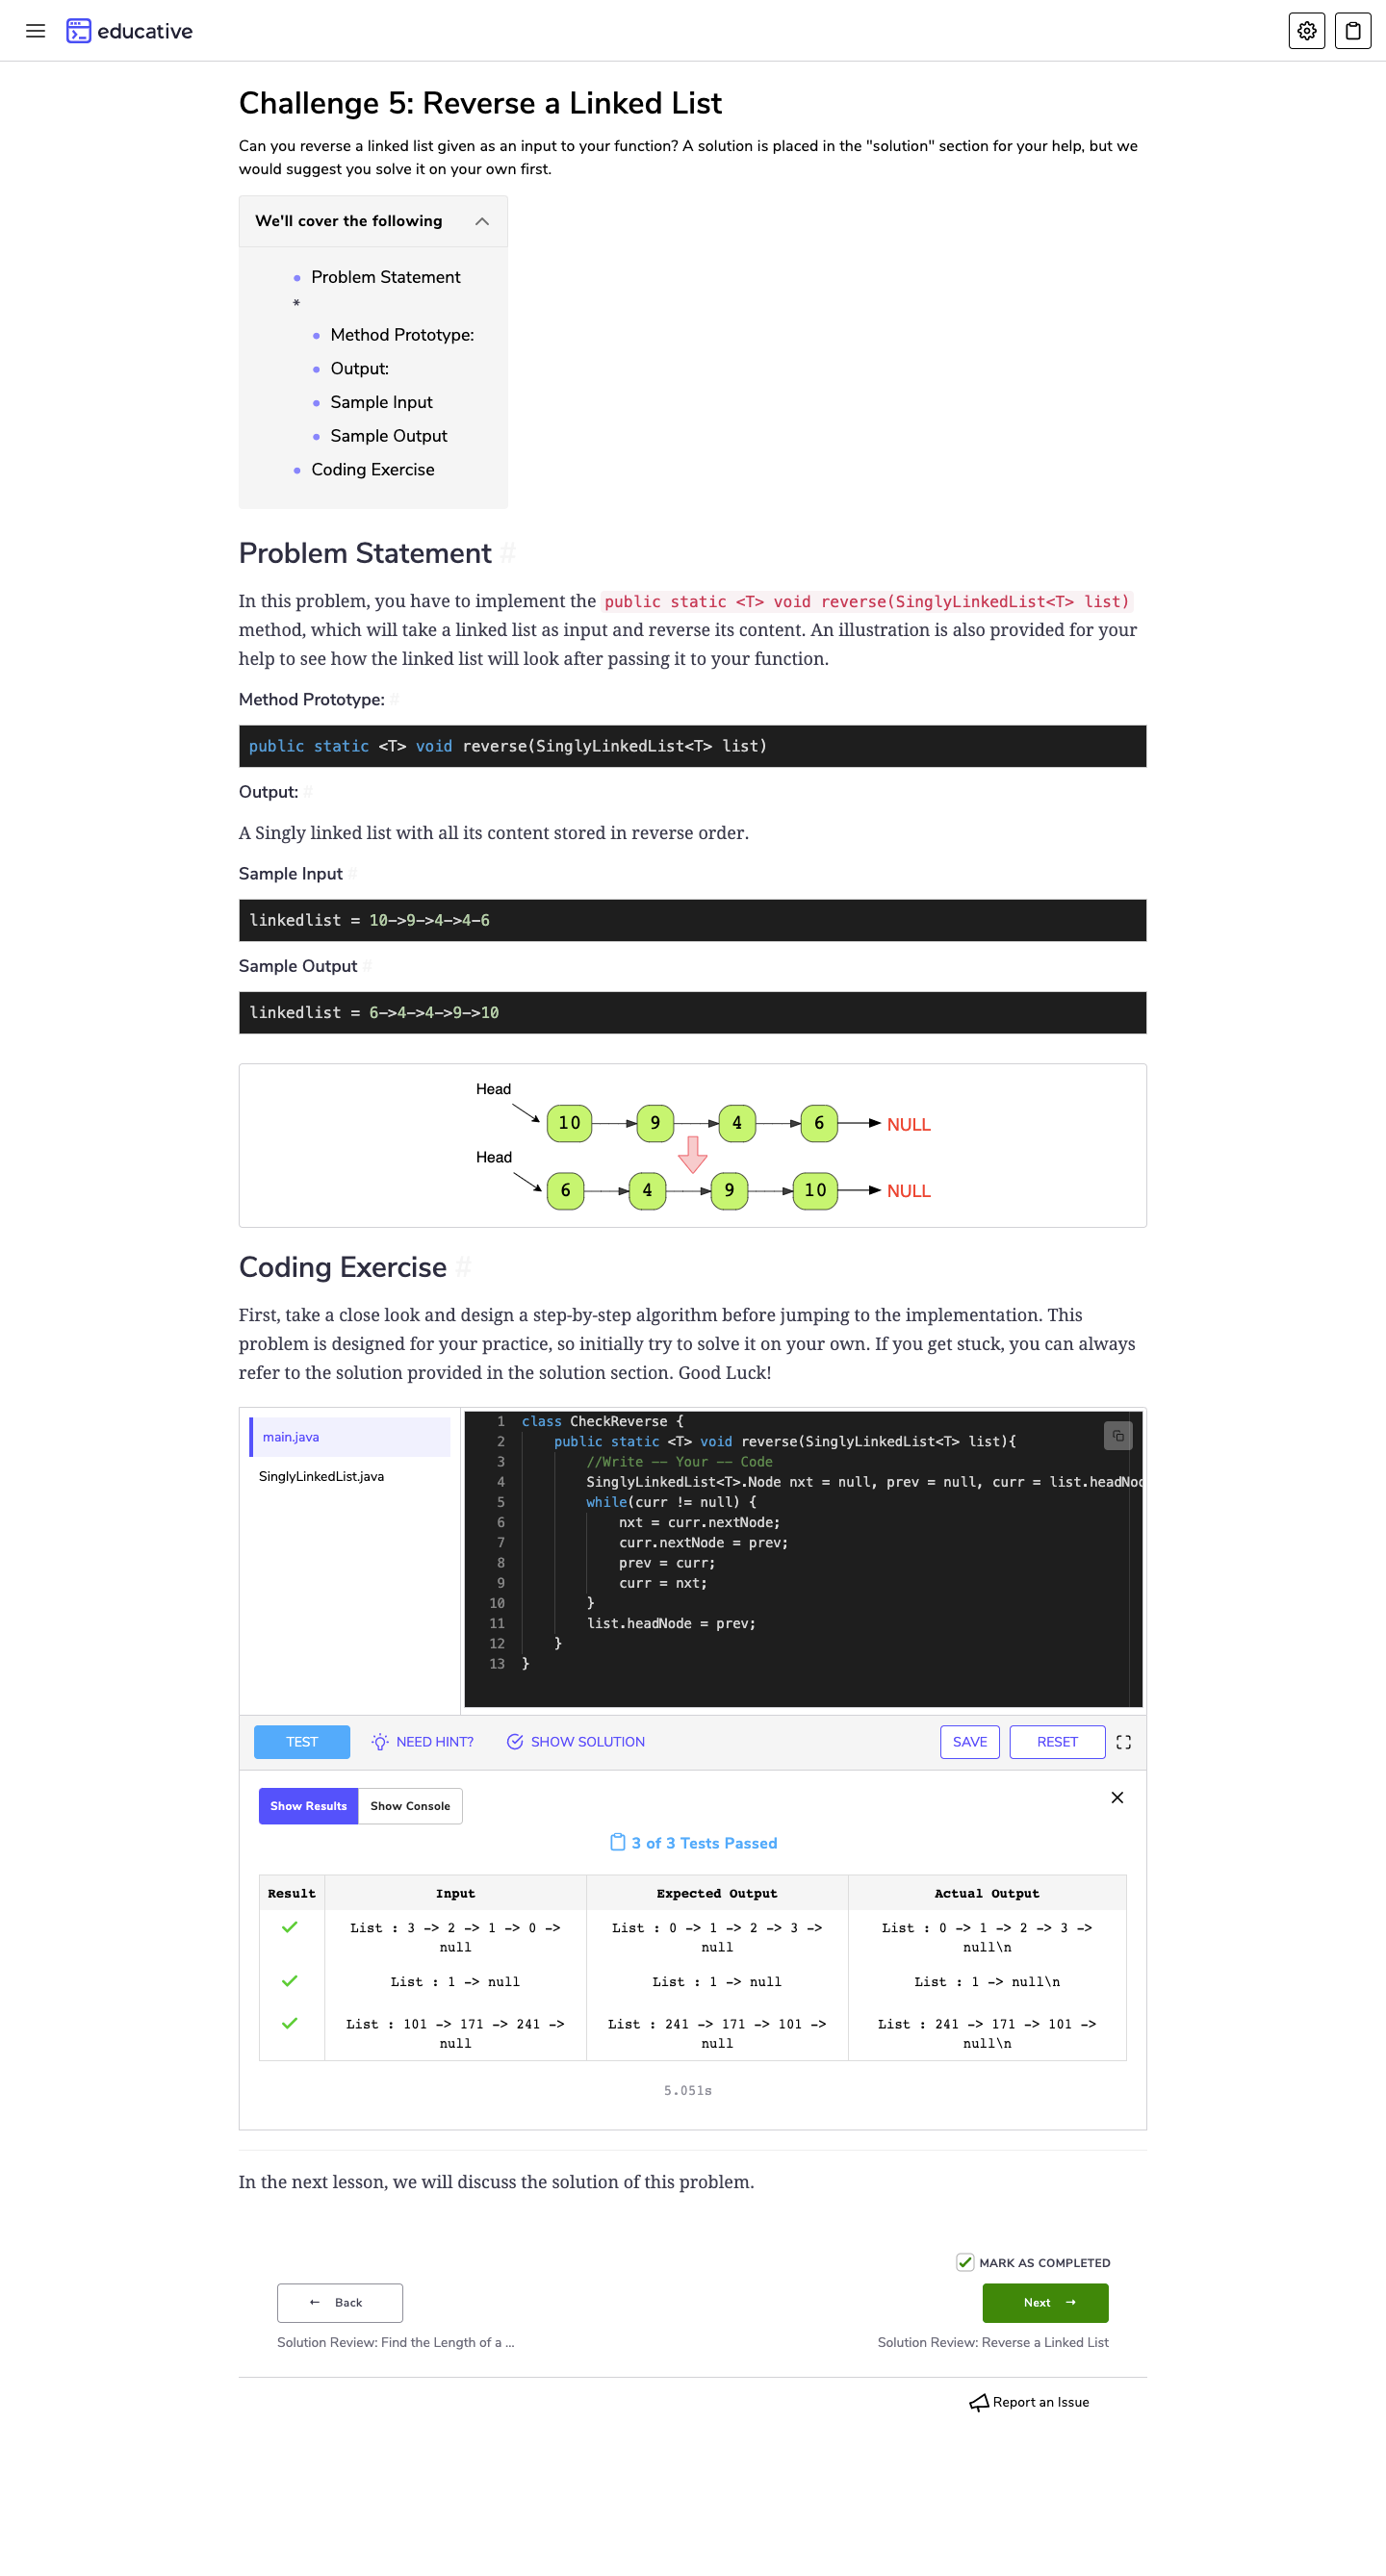 educative
Challenge 5: Reverse a Linked List
Can you reverse a linked list given as an input to your function? A solution is placed in the "solution" section for your help, but we
would suggest you solve it on your own first.
We'll cover the following
Problem Statement
*
Method Prototype:
Output:
Sample Input
Sample Output
Coding Exercise
Problem Statement #
In this problem, you have to implement the public static <T> void reverse(SinglyLinkedList<T> list)
method, which will take a linked list as input and reverse its content. An illustration is also provided for your
help to see how the linked list will look after passing it to your function.
Method Prototype: #
public static <T> void reverse(SinglyLinkedList<T> list)
Output: #
A Singly linked list with all its content stored in reverse order.
Sample Input #
linkedlist = 10->9->4->4-6
Sample Output #
linkedlist = 6->4->4->9->10
Head
10 9 4 6 NULL
Head
6 4 9 10 NULL
Coding Exercise #
First, take a close look and design a step-by-step algorithm before jumping to the implementation. This
problem is designed for your practice, so initially try to solve it on your own. If you get stuck, you can always
refer to the solution provided in the solution section. Good Luck!
main.java
SinglyLinkedList.java
1 class CheckReverse {
2 public static <T> void reverse(SinglyLinkedList<T> list){
3 //Write -- Your -- Code
4 SinglyLinkedList<T>.Node nxt = null, prev = null, curr = list.headNod
5 while(curr != null) {
6 nxt = curr.nextNode;
7 curr.nextNode = prev;
8 prev = curr;
9 curr = nxt;
10 }
11 list.headNode = prev;
12 }
13 }
TEST NEED HINT? SHOW SOLUTION SAVE RESET
Show Results Show Console
3 of 3 Tests Passed
Result Input Expected Output Actual Output
List : 3 -> 2 -> 1 -> 0 -> List : 0 -> 1 -> 2 -> 3 -> List : 0 -> 1 -> 2 -> 3 ->
null null null\n
List : 1 -> null List : 1 -> null List : 1 -> null\n
List : 101 -> 171 -> 241 -> List : 241 -> 171 -> 101 -> List : 241 -> 171 -> 101 ->
null null null\n
5.051s
In the next lesson, we will discuss the solution of this problem.
MARK AS COMPLETED
← Back Next →
Solution Review: Find the Length of a ... Solution Review: Reverse a Linked List
Report an Issue